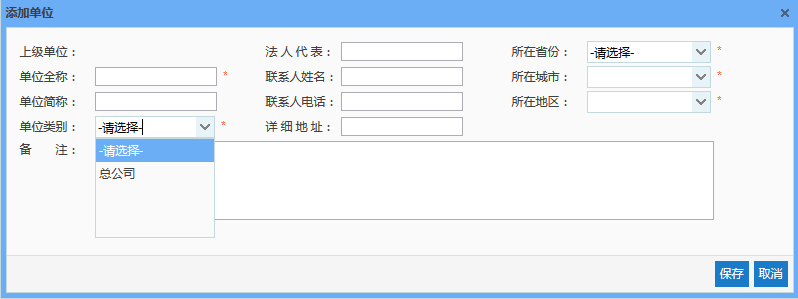 添加单位
上级单位： 法人代表： 所在省份： -请选择- *
单位全称： * 联系人姓名： 所在城市： *
单位简称： 联系人电话： 所在地区： *
单位类别： -请选择- * 详细地址：
备 注： -请选择-
总公司
保存 取消